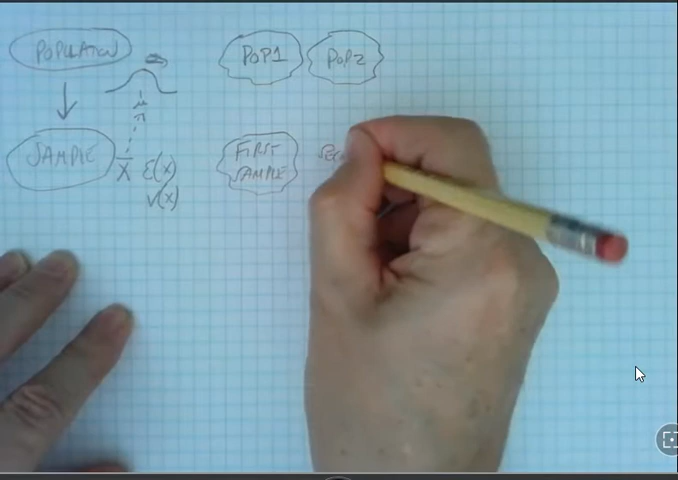 POPULATION
μ
SAMPLE
X̄ E(X)
V(X)
POP1 POP2
FIRST
SAMPLE